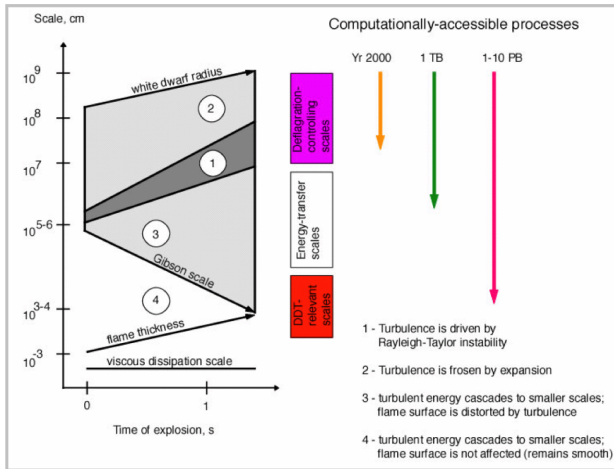 Scale, cm
Computationally-accessible processes
Yr 2000
1 TB
1-10 PB
10^9
10^8
10^7
10^5-6
10^3-4
10^-3
white dwarf radius
2
1
3
Gibson scale
4
flame thickness
viscous dissipation scale
0
1
Time of explosion, s
Deflagration-
controlling
scales
Energy-transfer
scales
DDT-
relevant
scales
1 - Turbulence is driven by
Rayleigh-Taylor instability
2 - Turbulence is frozen by expansion
3 - turbulent energy cascades to smaller scales;
flame surface is distorted by turbulence
4 - turbulent energy cascades to smaller scales;
flame surface is not affected (remains smooth)